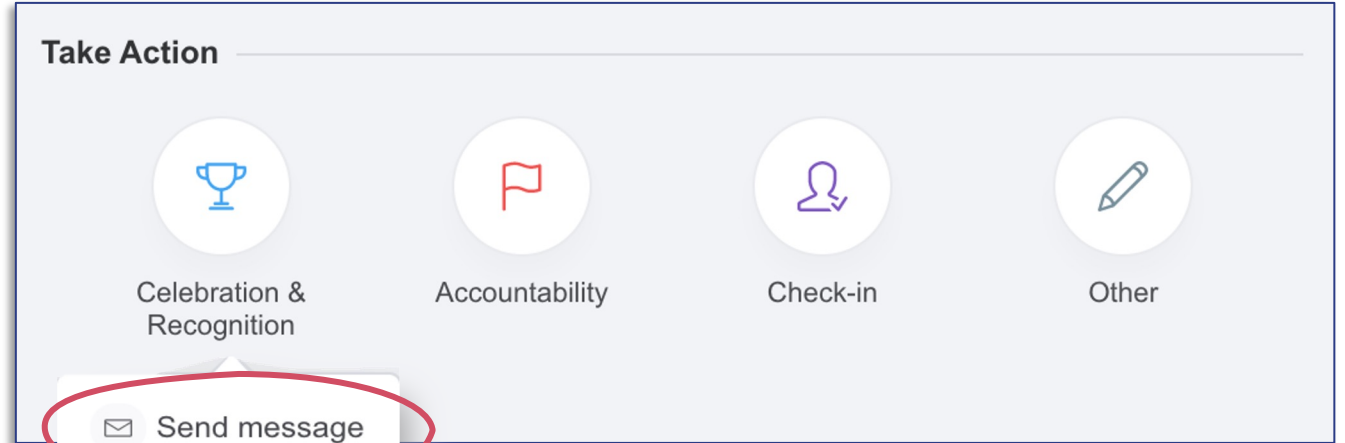 Take Action
Celebration &
Recognition
Accountability
Check-in
Other
Send message